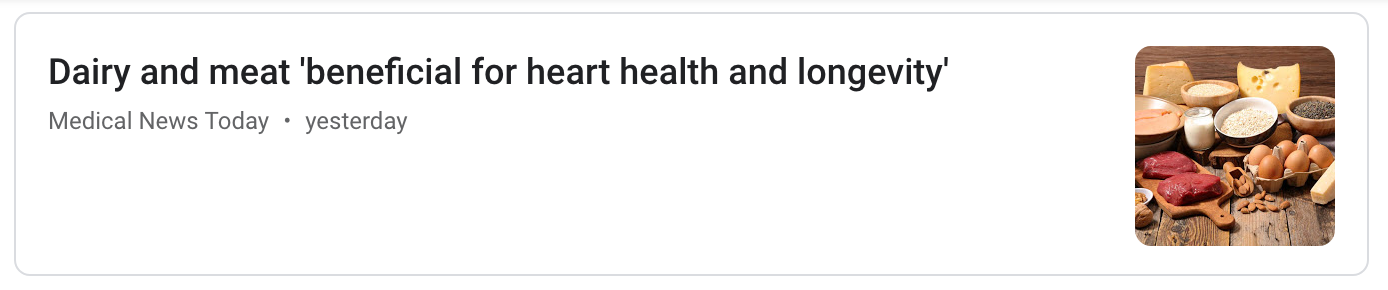 Dairy and meat 'beneficial for heart health and longevity'
Medical News Today • yesterday